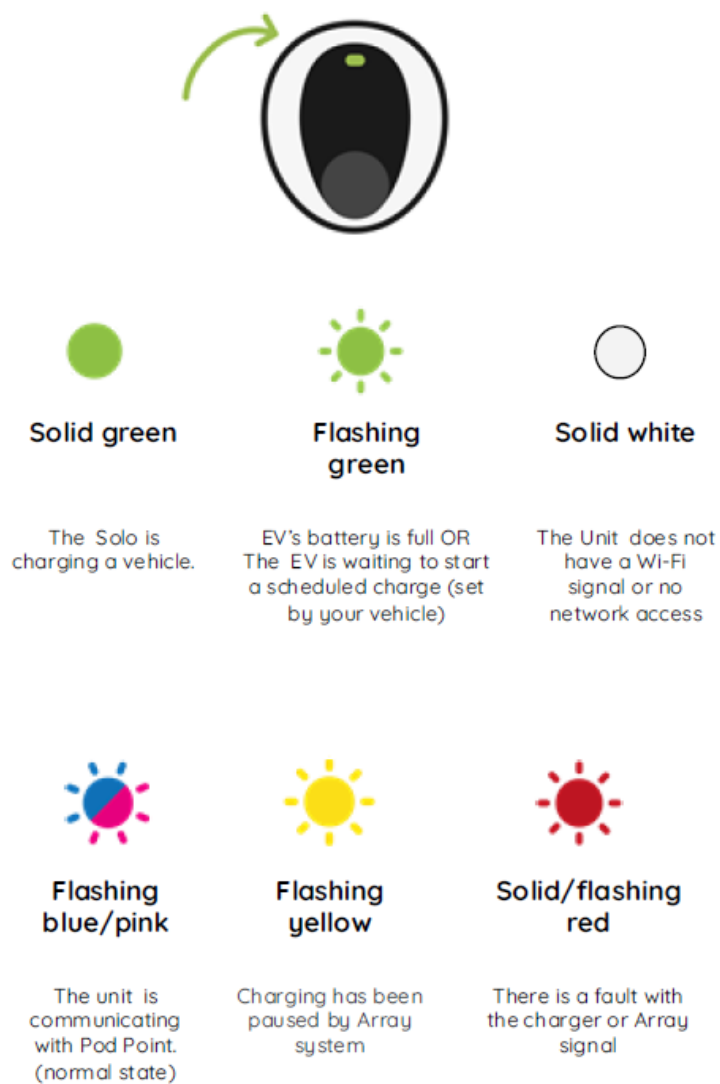 Solid green
Flashing
green
Solid white
The Solo is
charging a vehicle.
EV's battery is full OR
The EV is waiting to start
a scheduled charge (set
by your vehicle)
The Unit does not
have a Wi-Fi
signal or no
network access
Flashing
blue/pink
Flashing
yellow
Solid/flashing
red
The unit is
communicating
with Pod Point.
(normal state)
Charging has been
paused by Array
system
There is a fault with
the charger or Array
signal